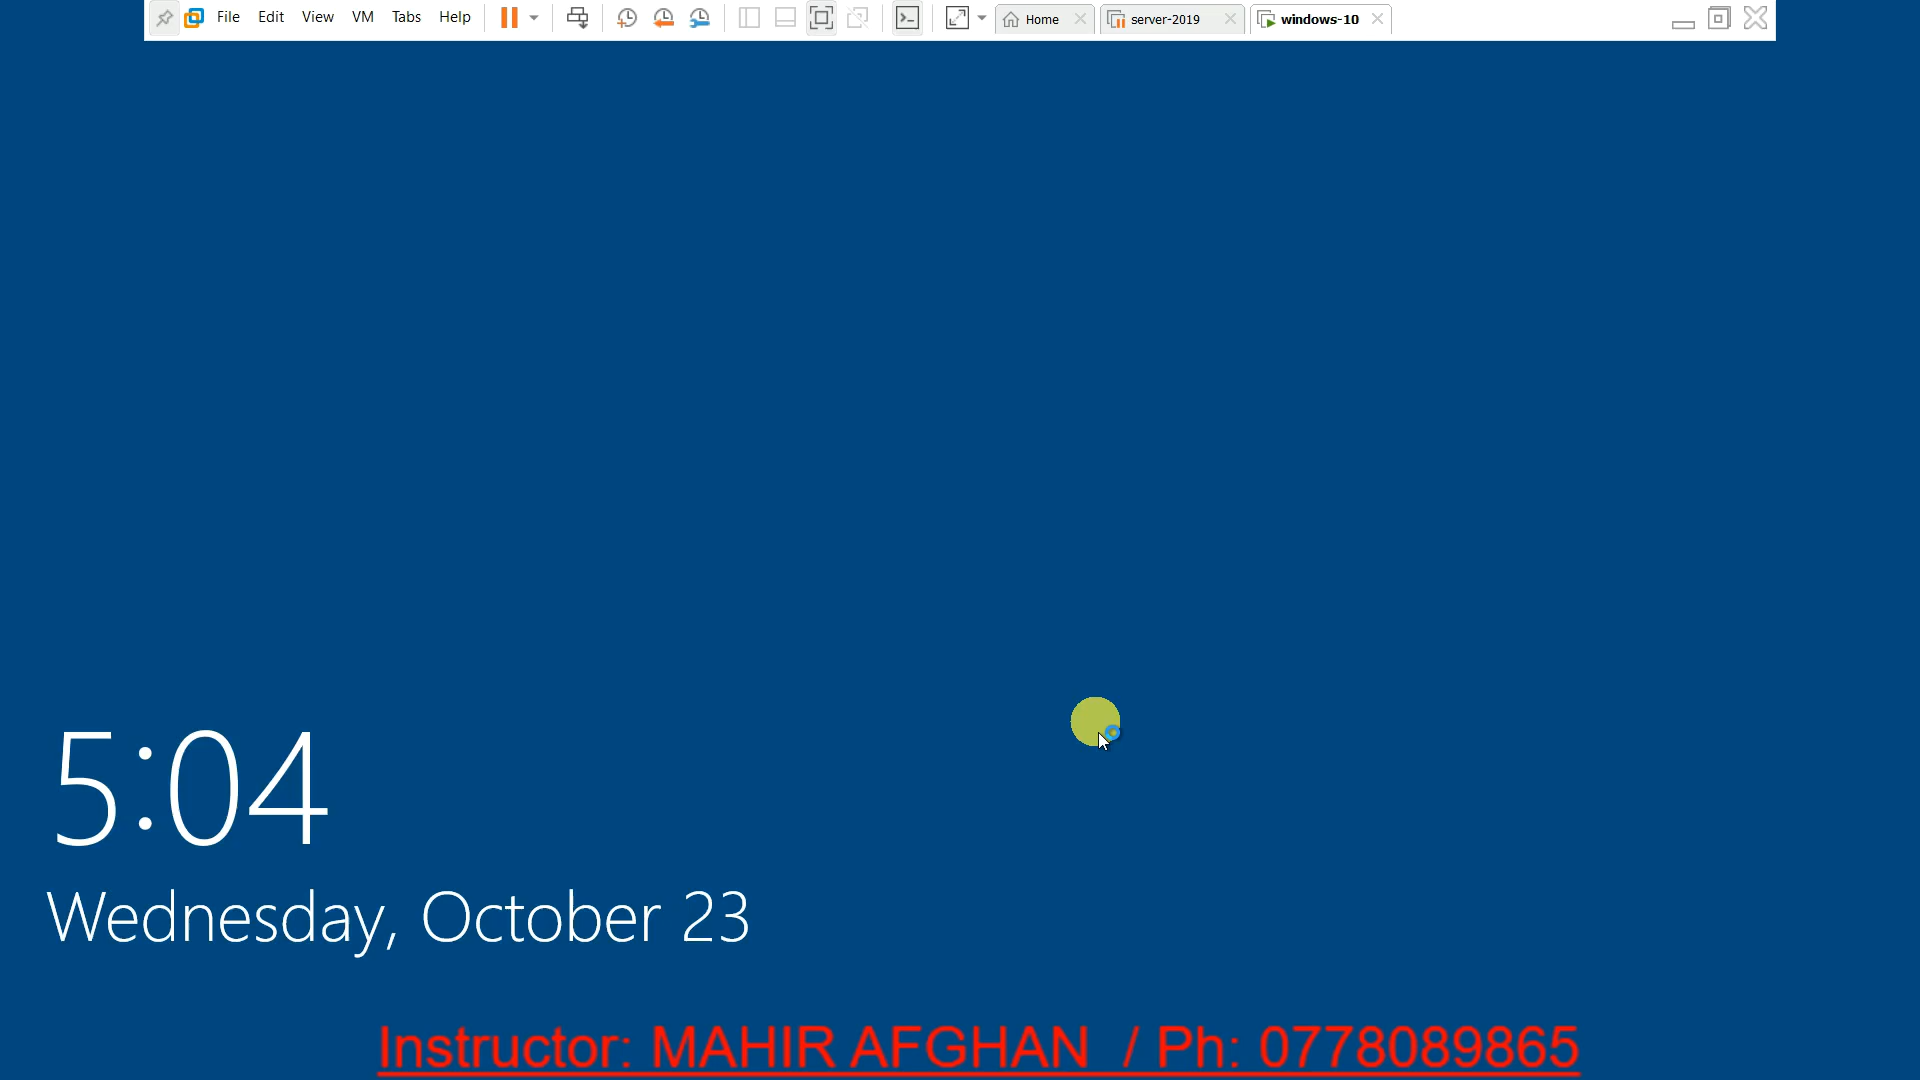 File Edit View VM Tabs Help
Home
server-2019
windows-10
5:04
Wednesday, October 23
Instructor: MAHIR AFGHAN / Ph: 0778089865